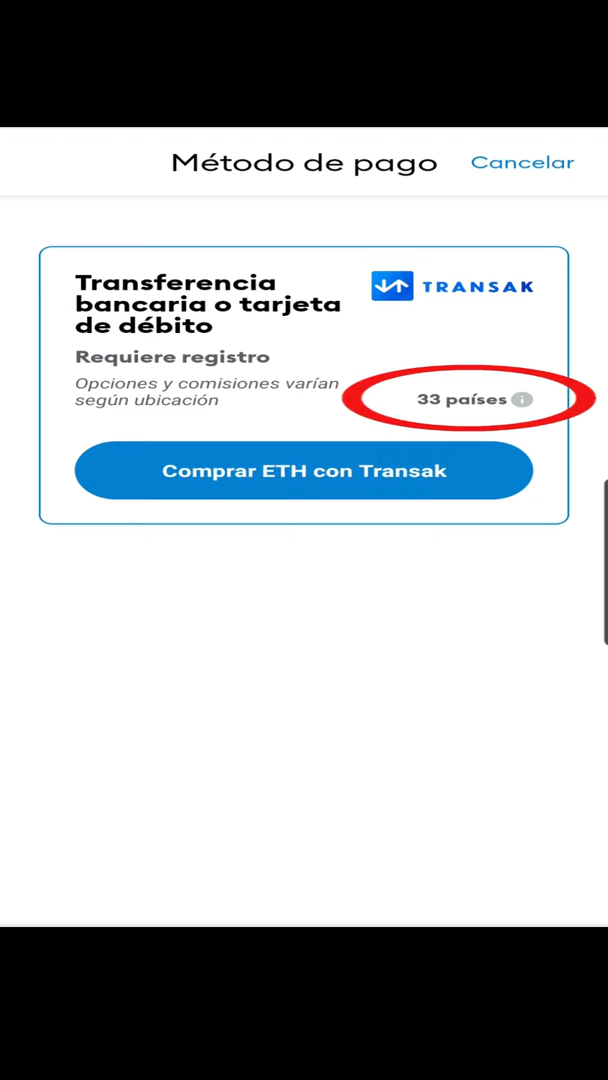 Método de pago
Cancelar
Transferencia
bancaria o tarjeta
de débito
TRANSAK
Requiere registro
Opciones y comisiones varían
según ubicación
33 países
Comprar ETH con Transak